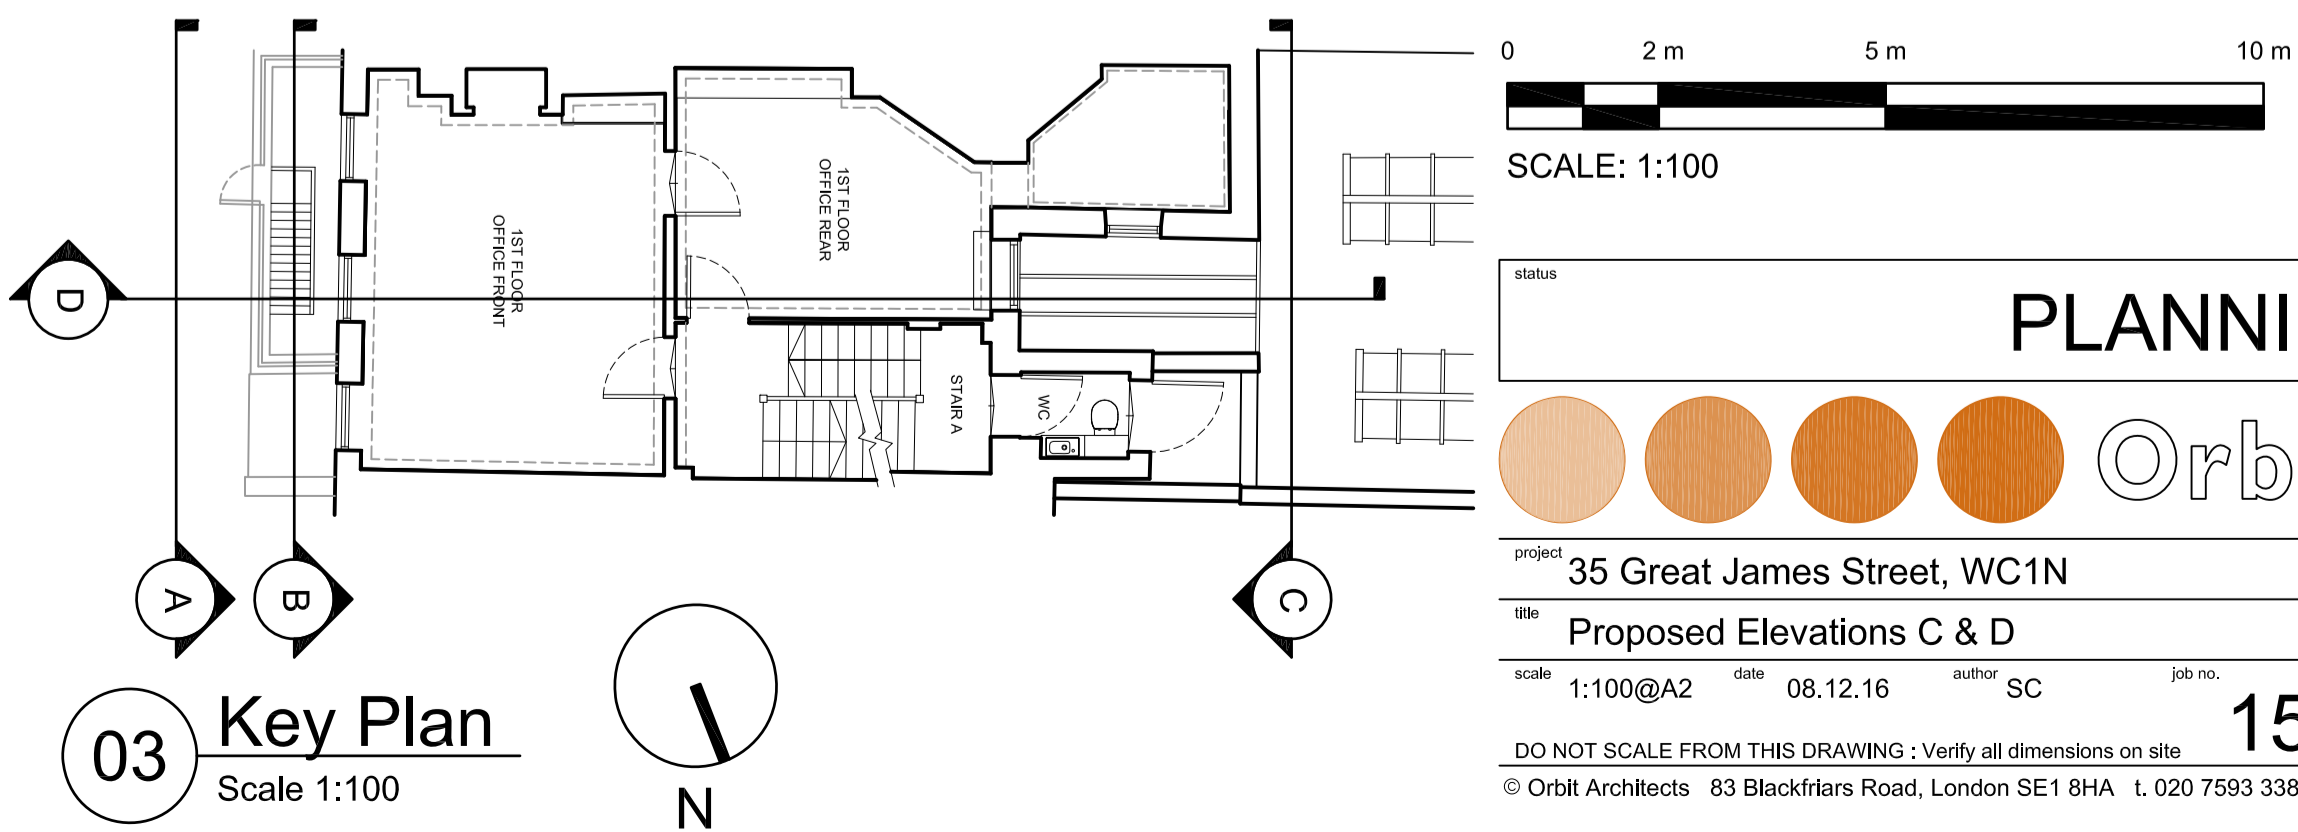 0 2 m 5 m 10 m
SCALE: 1:100
1ST FLOOR
OFFICE FRONT
1ST FLOOR
OFFICE REAR
STAIR A
WC
D
A
B
C
03
Key Plan
Scale 1:100
N
status
PLANNI
Orb
project 35 Great James Street, WC1N
title Proposed Elevations C & D
scale 1:100@A2 date 08.12.16 author SC job no.
15
DO NOT SCALE FROM THIS DRAWING : Verify all dimensions on site
© Orbit Architects 83 Blackfriars Road, London SE1 8HA t. 020 7593 338